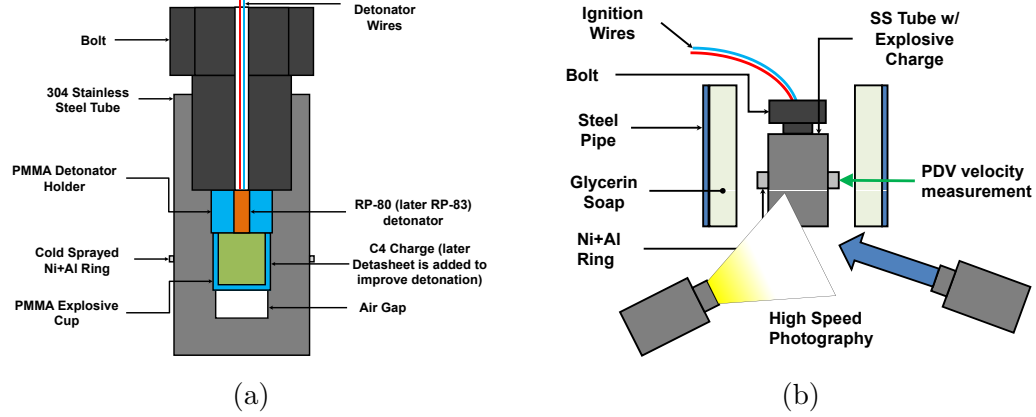 Detonator
Wires
Bolt
304 Stainless
Steel Tube
PMMA Detonator
Holder
RP-80 (later RP-83)
detonator
Cold Sprayed
Ni+Al Ring
C4 Charge (later
Detasheet is added to
improve detonation)
PMMA Explosive
Cup
Air Gap
(a)
Ignition
Wires
SS Tube w/
Explosive
Charge
Bolt
Steel
Pipe
Glycerin
Soap
PDV velocity
measurement
Ni+Al
Ring
High Speed
Photography
(b)